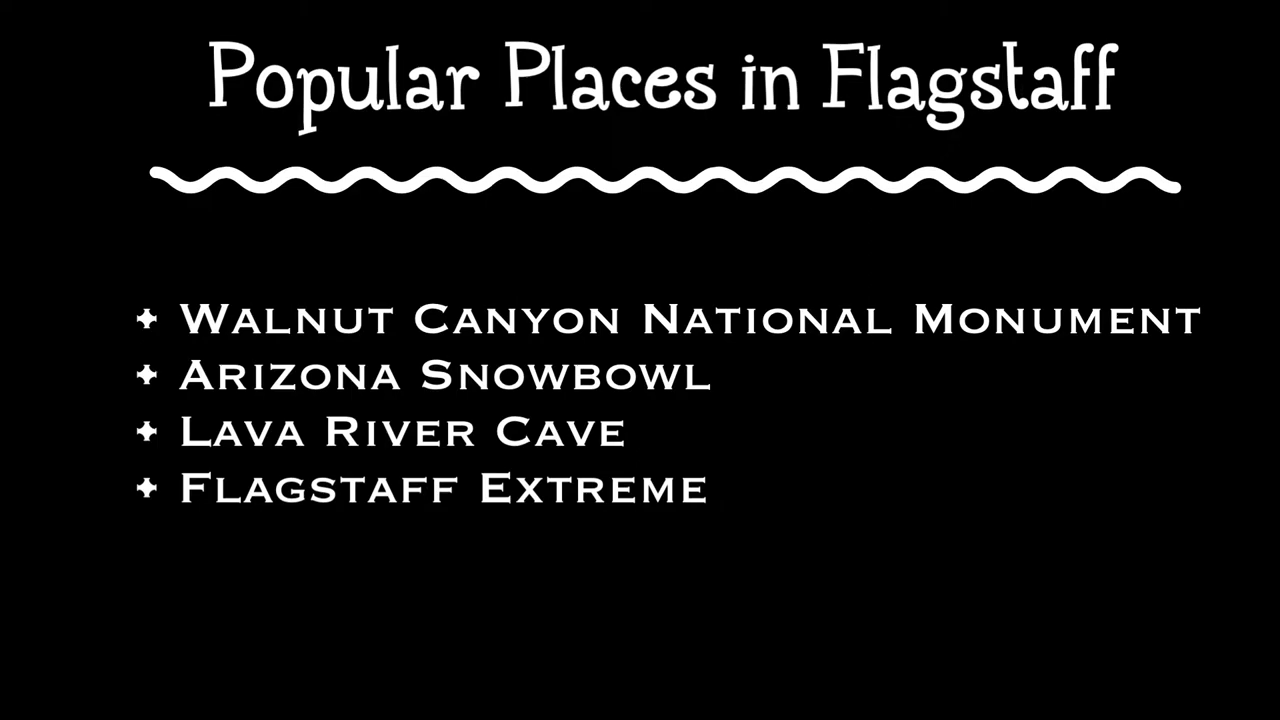 Popular Places in Flagstaff
Walnut Canyon National Monument
Arizona Snowbowl
Lava River Cave
Flagstaff Extreme